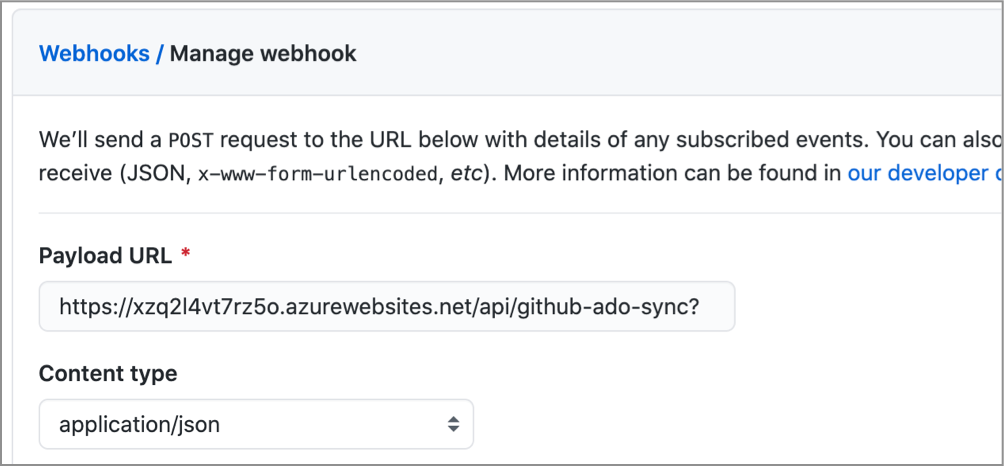 Webhooks / Manage webhook
We’ll send a POST request to the URL below with details of any subscribed events. You can also
receive (JSON, x-www-form-urlencoded, etc). More information can be found in our developer
Payload URL *
https://xzq2l4vt7rz5o.azurewebsites.net/api/github-ado-sync?
Content type
application/json